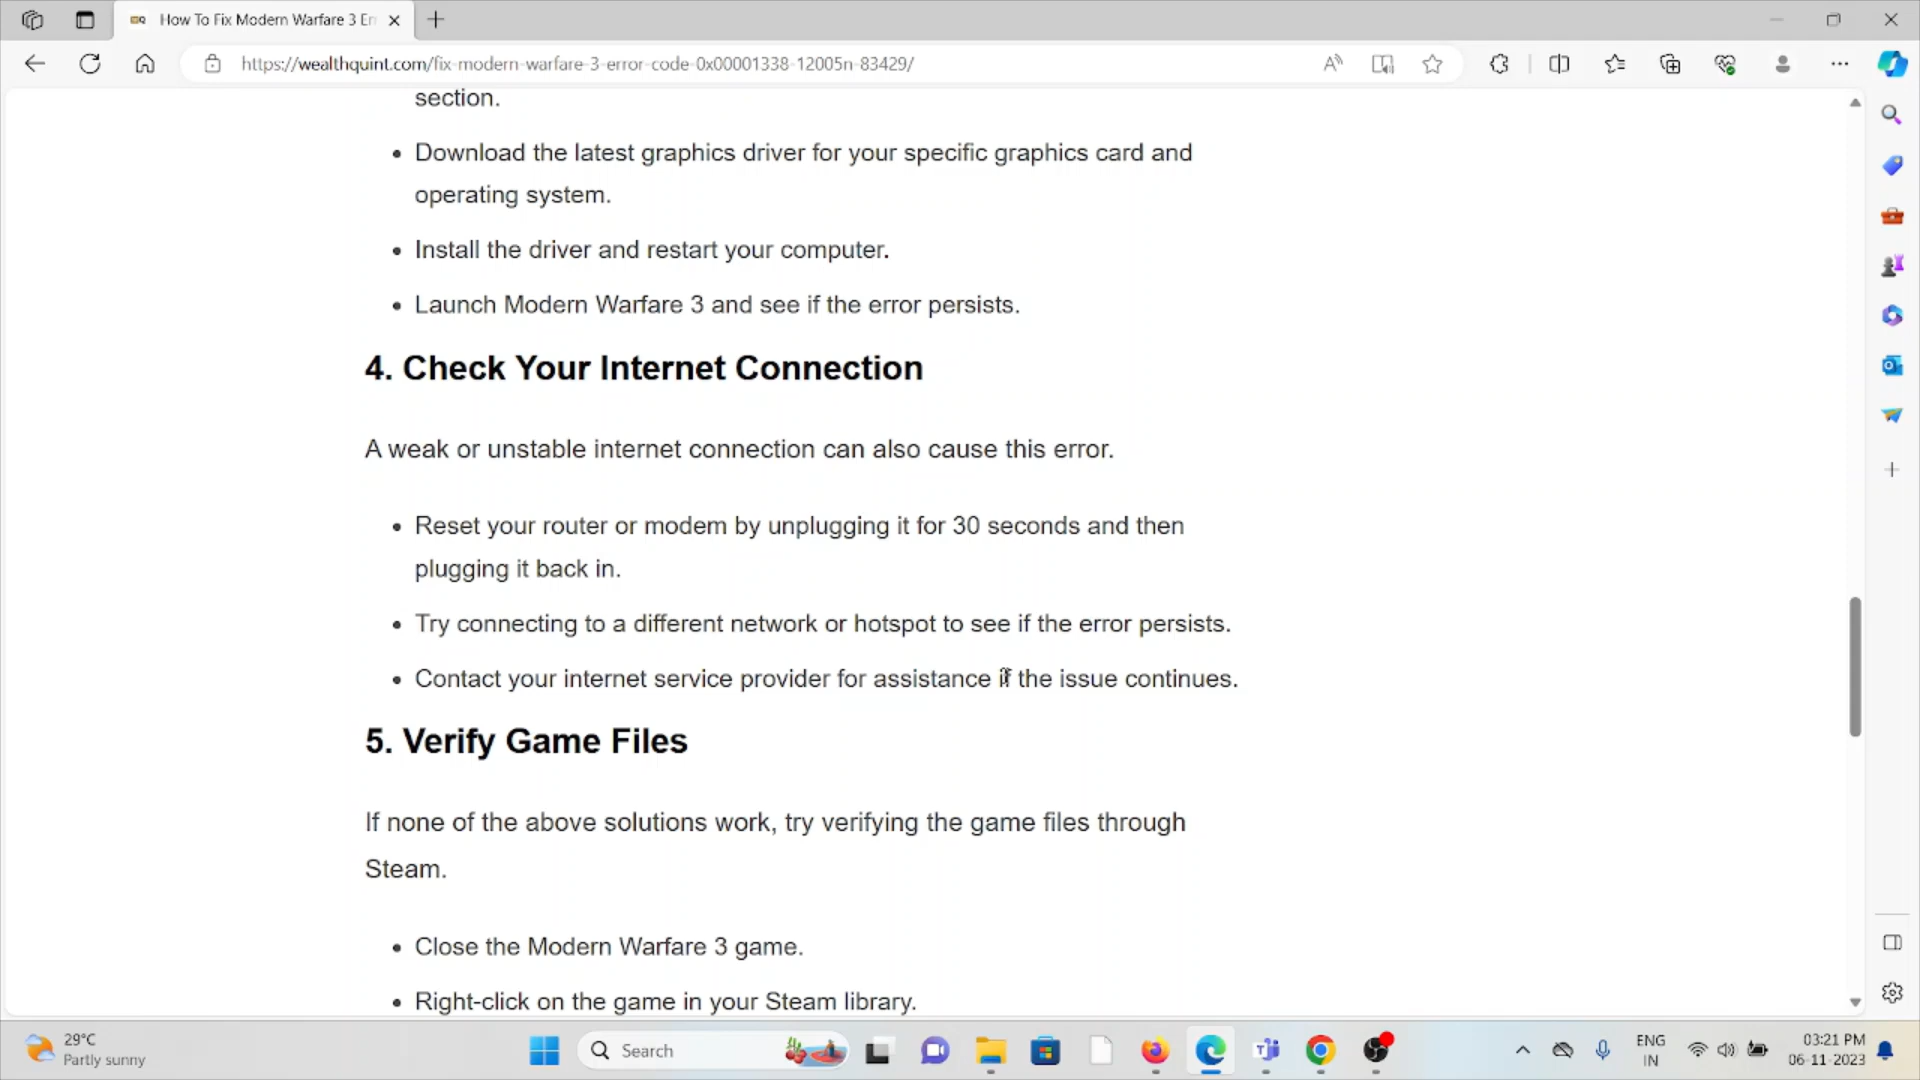 How To Fix Modern Warfare 3 Er
https://wealthquint.com/fix-modern-warfare-3-error-code-0x00001338-12005n-83429/
section.
• Download the latest graphics driver for your specific graphics card and
operating system.
• Install the driver and restart your computer.
• Launch Modern Warfare 3 and see if the error persists.
4. Check Your Internet Connection
A weak or unstable internet connection can also cause this error.
• Reset your router or modem by unplugging it for 30 seconds and then
plugging it back in.
• Try connecting to a different network or hotspot to see if the error persists.
• Contact your internet service provider for assistance if the issue continues.
5. Verify Game Files
If none of the above solutions work, try verifying the game files through
Steam.
• Close the Modern Warfare 3 game.
• Right-click on the game in your Steam library.
29°C
Partly sunny
Search
ENG
IN
03:21 PM
06-11-2023